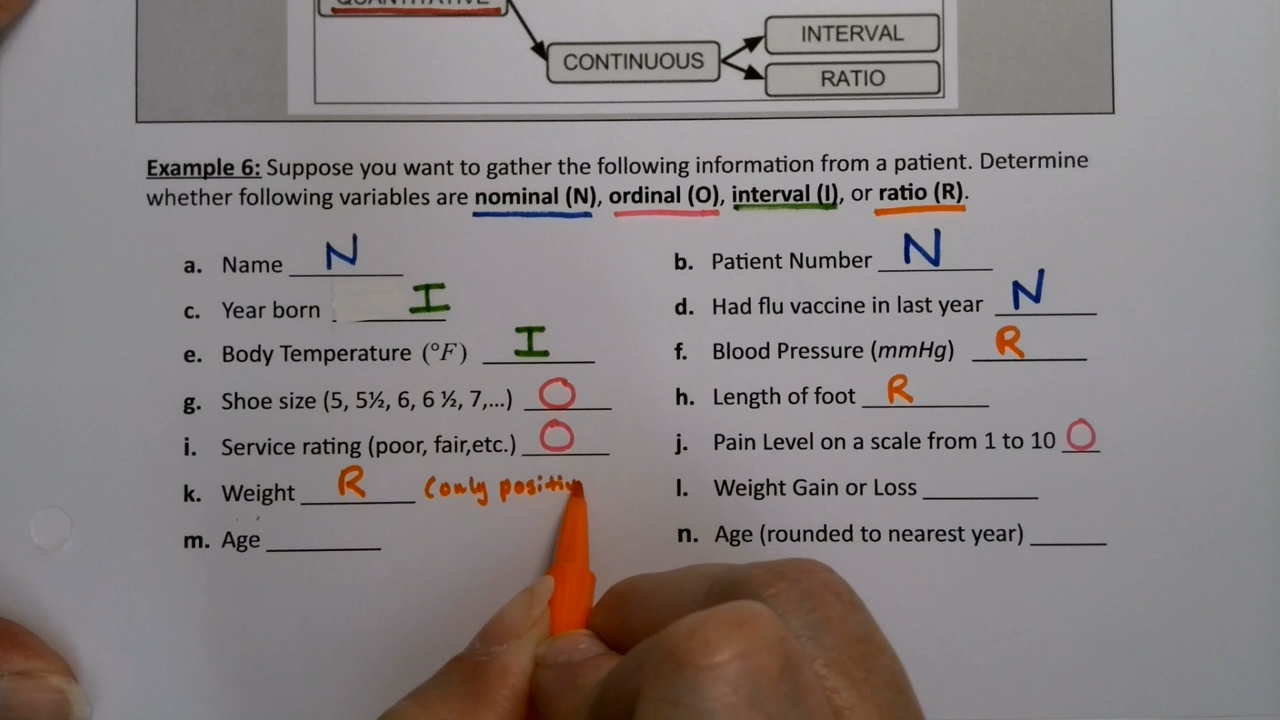 QUANTITATIVE
CONTINUOUS
INTERVAL
RATIO
Example 6: Suppose you want to gather the following information from a patient. Determine
whether following variables are nominal (N), ordinal (O), interval (I), or ratio (R).
a. Name N
b. Patient Number N
c. Year born I
d. Had flu vaccine in last year N
e. Body Temperature (°F) I
f. Blood Pressure (mmHg) R
g. Shoe size (5, 5½, 6, 6 ½, 7,...) O
h. Length of foot R
i. Service rating (poor, fair,etc.) O
j. Pain Level on a scale from 1 to 10 O
k. Weight R (only positiv
l. Weight Gain or Loss
m. Age
n. Age (rounded to nearest year)